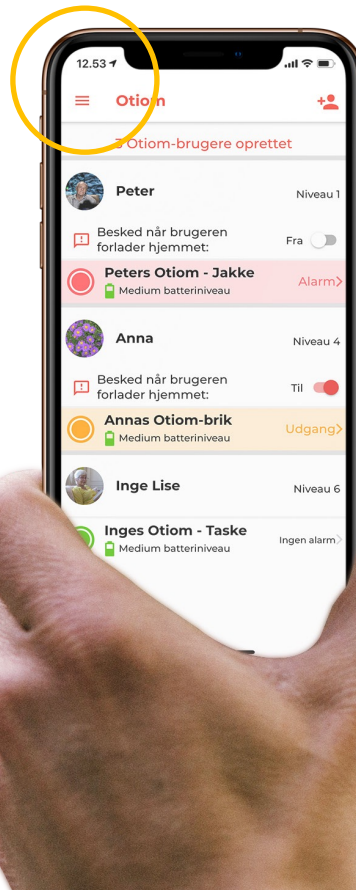 12.53
Otiom
3 Otiom-brugere oprettet
Peter
Niveau 1
Besked når brugeren
forlader hjemmet:
Fra
Peters Otiom - Jakke
Medium batteriniveau
Alarm>
Anna
Niveau 4
Besked når brugeren
forlader hjemmet:
Til
Annas Otiom-brik
Medium batteriniveau
Udgang>
Inge Lise
Niveau 6
Inges Otiom - Taske
Medium batteriniveau
Ingen alarm>